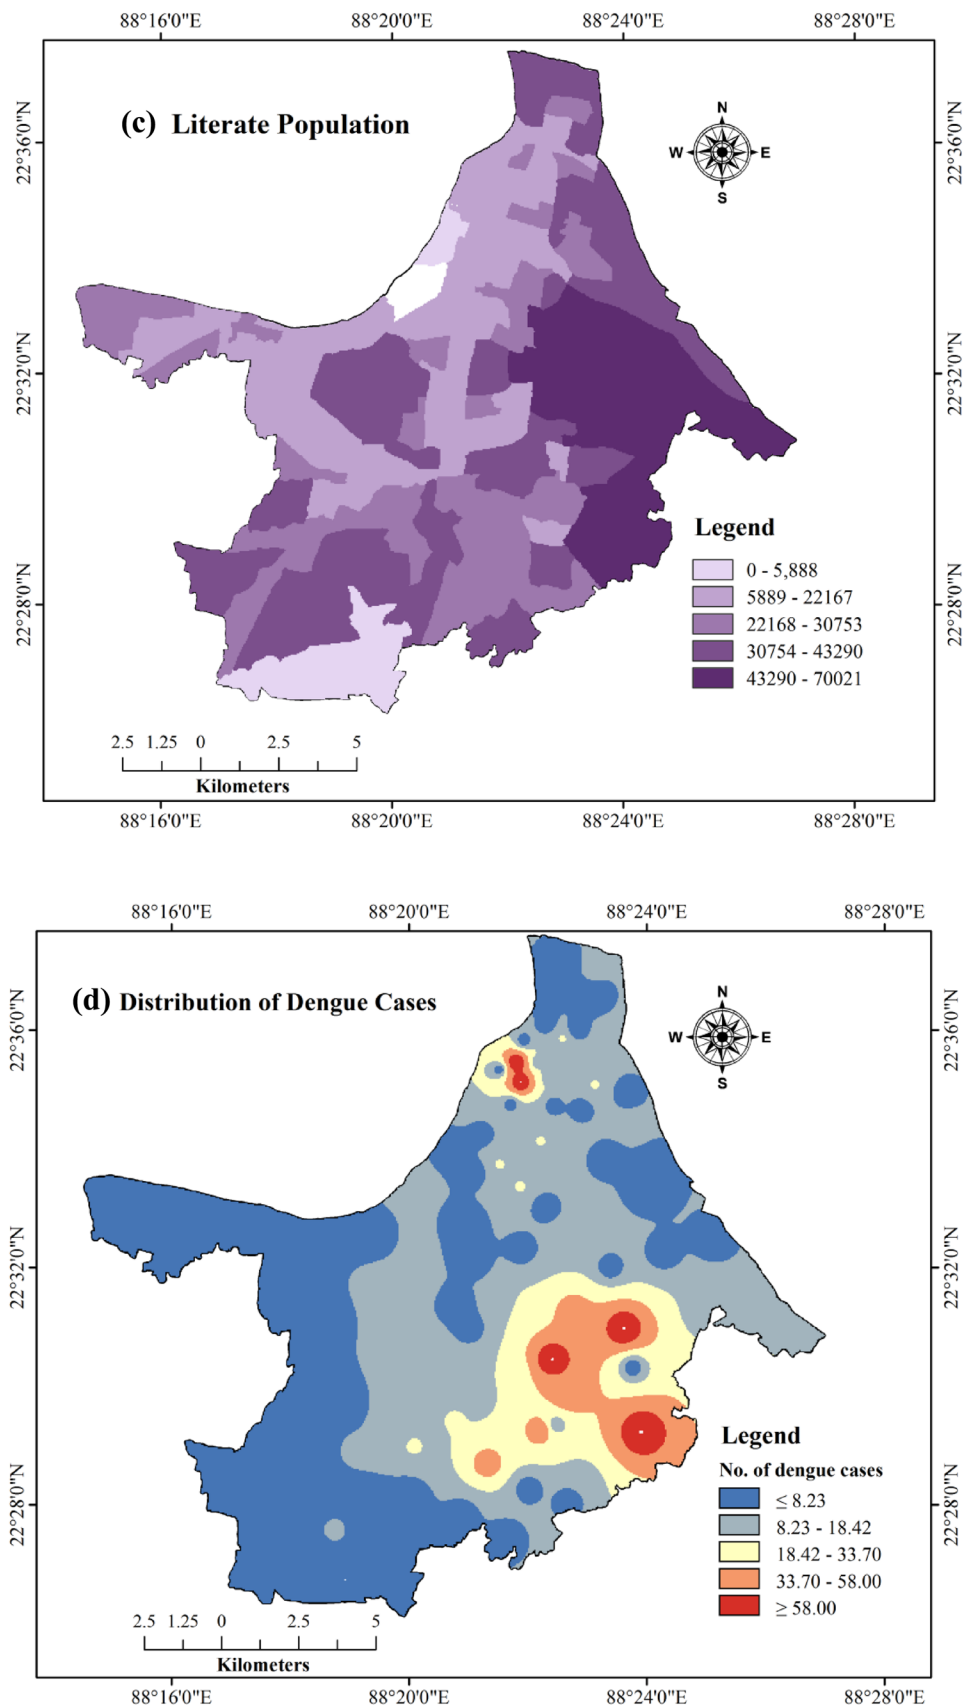 88°16'0"E 88°20'0"E 88°24'0"E 88°28'0"E
(c) Literate Population
N
W E
S
22°36'0"N 22°36'0"N
22°32'0"N 22°32'0"N
22°28'0"N 22°28'0"N
Legend
0 - 5,888
5889 - 22167
22168 - 30753
30754 - 43290
43290 - 70021
2.5 1.25 0 2.5 5
Kilometers
88°16'0"E 88°20'0"E 88°24'0"E 88°28'0"E
88°16'0"E 88°20'0"E 88°24'0"E 88°28'0"E
(d) Distribution of Dengue Cases
N
W E
S
22°36'0"N 22°36'0"N
22°32'0"N 22°32'0"N
22°28'0"N 22°28'0"N
Legend
No. of dengue cases
≤ 8.23
8.23 - 18.42
18.42 - 33.70
33.70 - 58.00
≥ 58.00
2.5 1.25 0 2.5 5
Kilometers
88°16'0"E 88°20'0"E 88°24'0"E 88°28'0"E